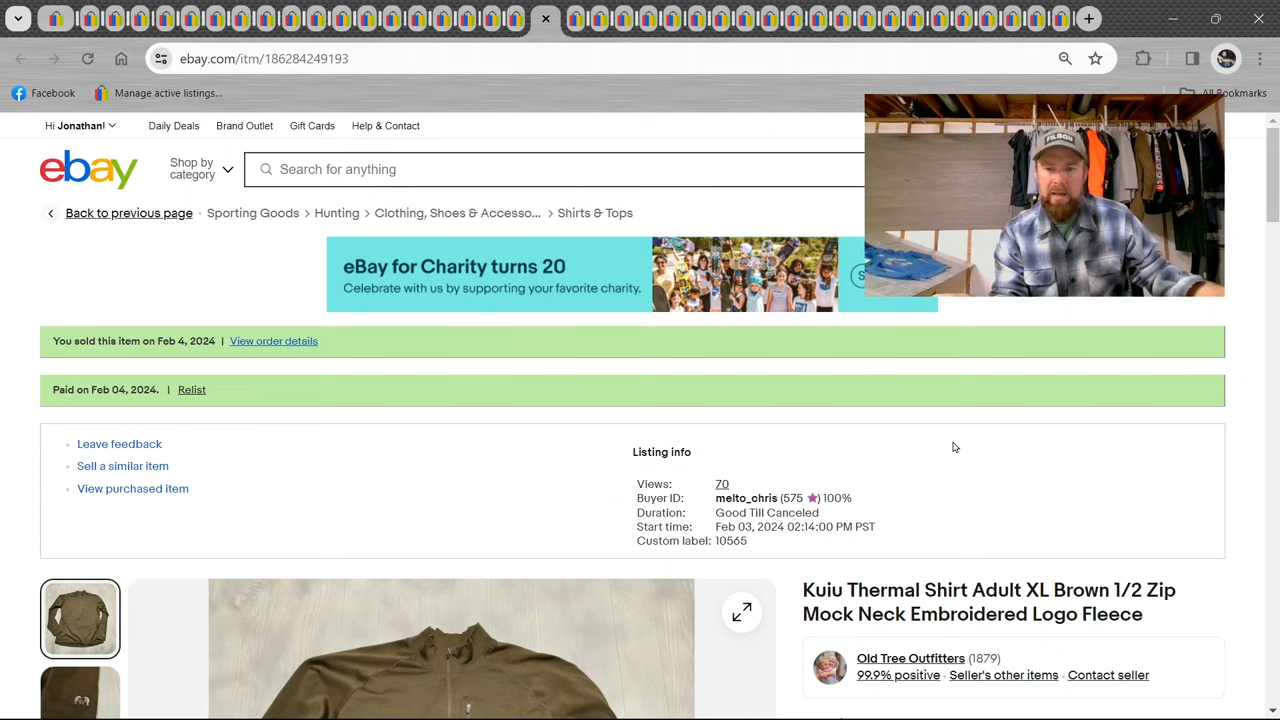 ebay.com/itm/186284249193
Facebook
Manage active listings...
All Bookmarks
Hi Jonathan!
Daily Deals
Brand Outlet
Gift Cards
Help & Contact
ebay
Shop by
category
Search for anything
FILSON
Back to previous page
Sporting Goods
Hunting
Clothing, Shoes & Accesso...
Shirts & Tops
eBay for Charity turns 20
Celebrate with us by supporting your favorite charity.
S
You sold this item on Feb 4, 2024 | View order details
Paid on Feb 04, 2024. | Relist
Leave feedback
Sell a similar item
View purchased item
Listing info
Views: 70
Buyer ID: melto_chris (575 ) 100%
Duration: Good Till Canceled
Start time: Feb 03, 2024 02:14:00 PM PST
Custom label: 10565
Kuiu Thermal Shirt Adult XL Brown 1/2 Zip
Mock Neck Embroidered Logo Fleece
Old Tree Outfitters (1879)
99.9% positive · Seller's other items · Contact seller